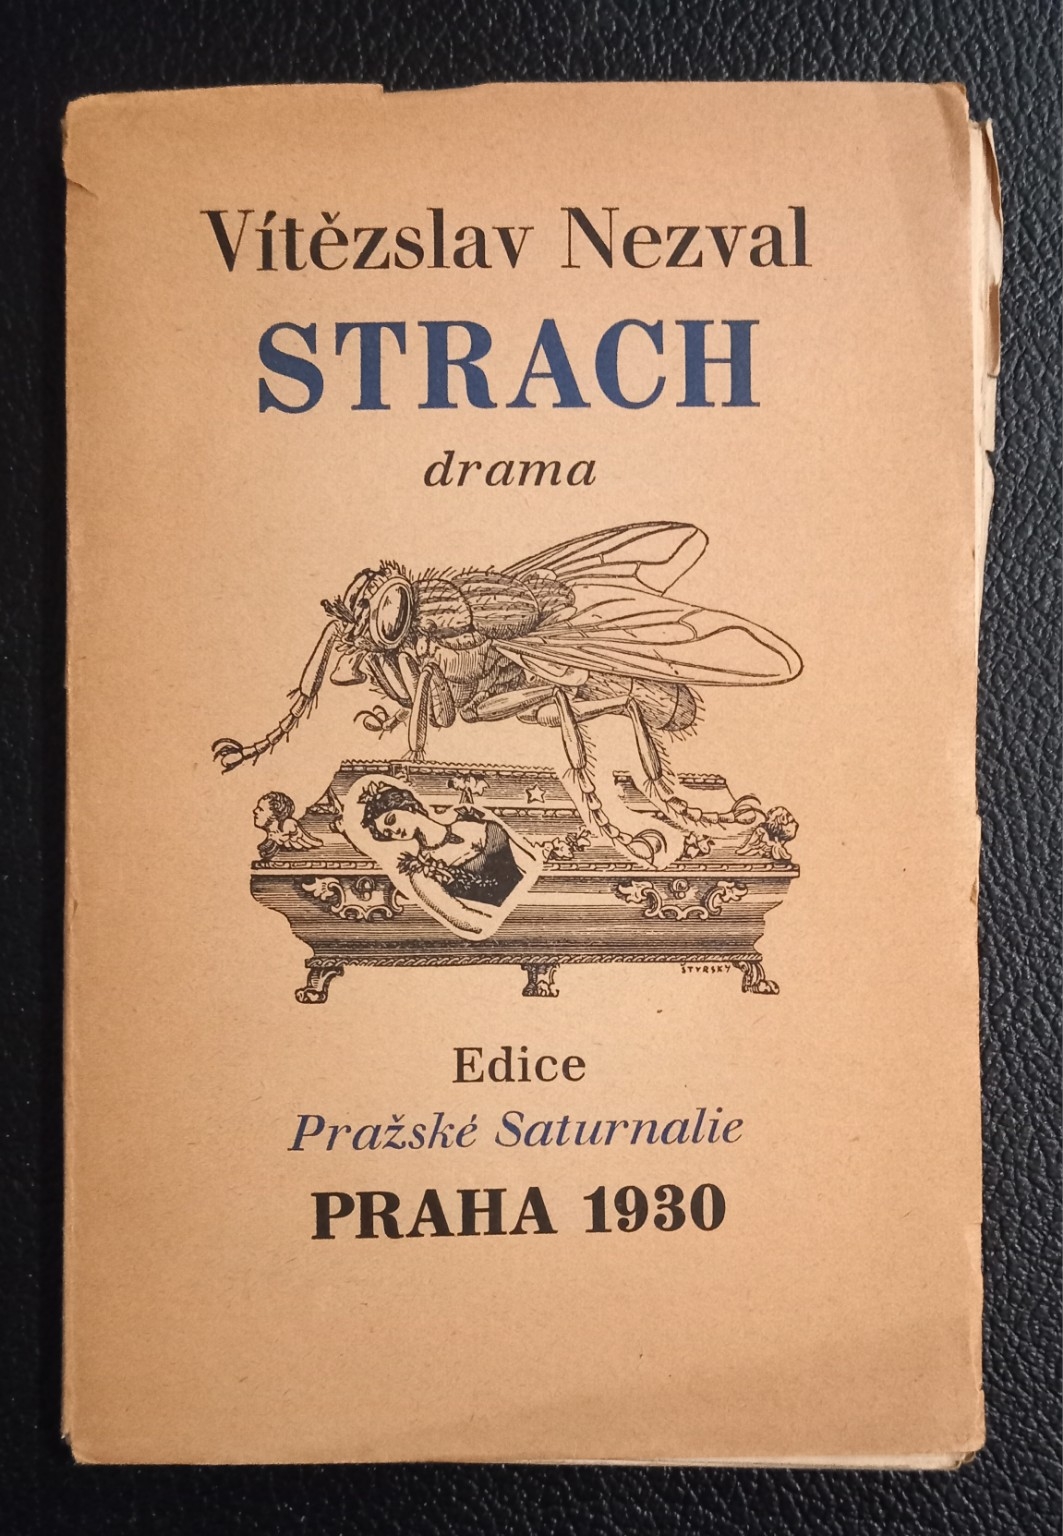 Vítězslav Nezval
STRACH
drama
ŠTYRSKÝ
Edice
Pražské Saturnalie
PRAHA 1930